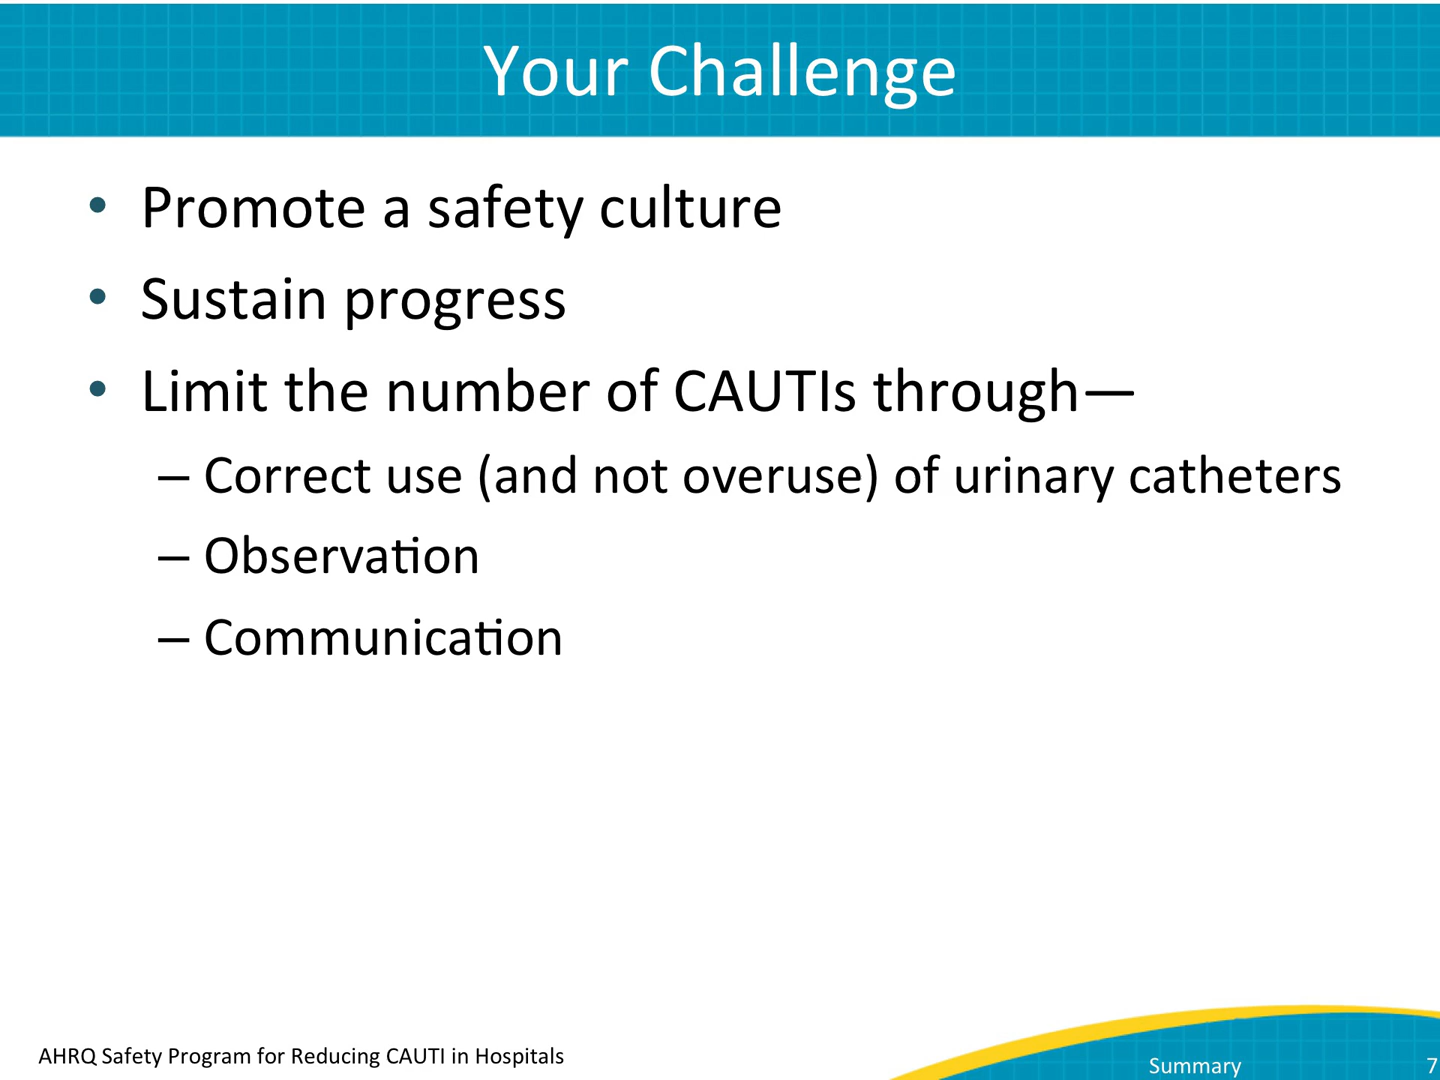 Your Challenge
• Promote a safety culture
• Sustain progress
• Limit the number of CAUTIs through—
– Correct use (and not overuse) of urinary catheters
– Observation
– Communication
AHRQ Safety Program for Reducing CAUTI in Hospitals
Summary 7